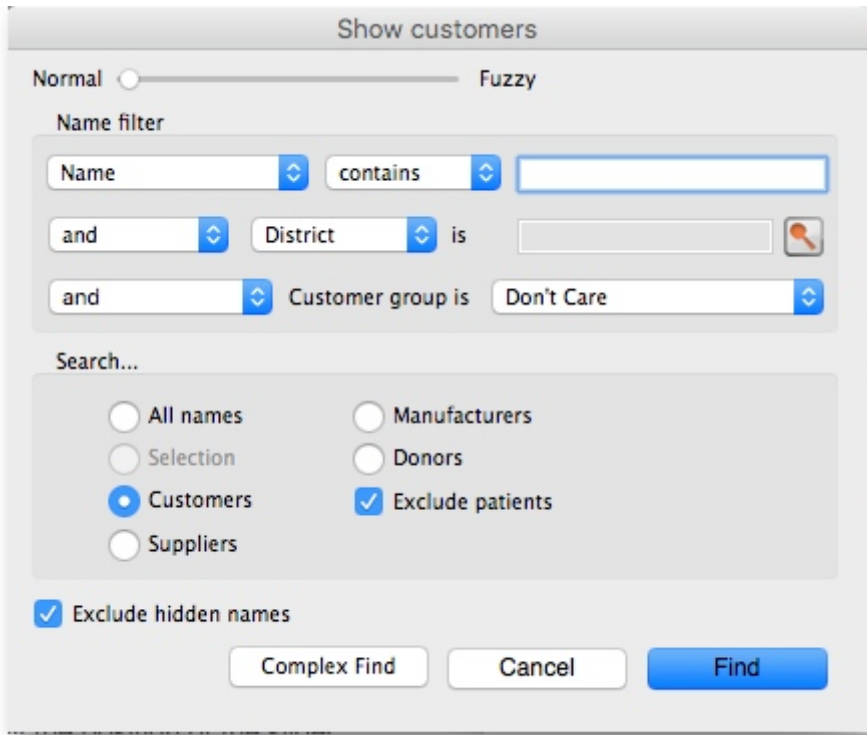 Show customers
Normal Fuzzy
Name filter
Name contains
and District is
and Customer group is Don't Care
Search...
All names Manufacturers
Selection Donors
Customers Exclude patients
Suppliers
Exclude hidden names
Complex Find Cancel Find